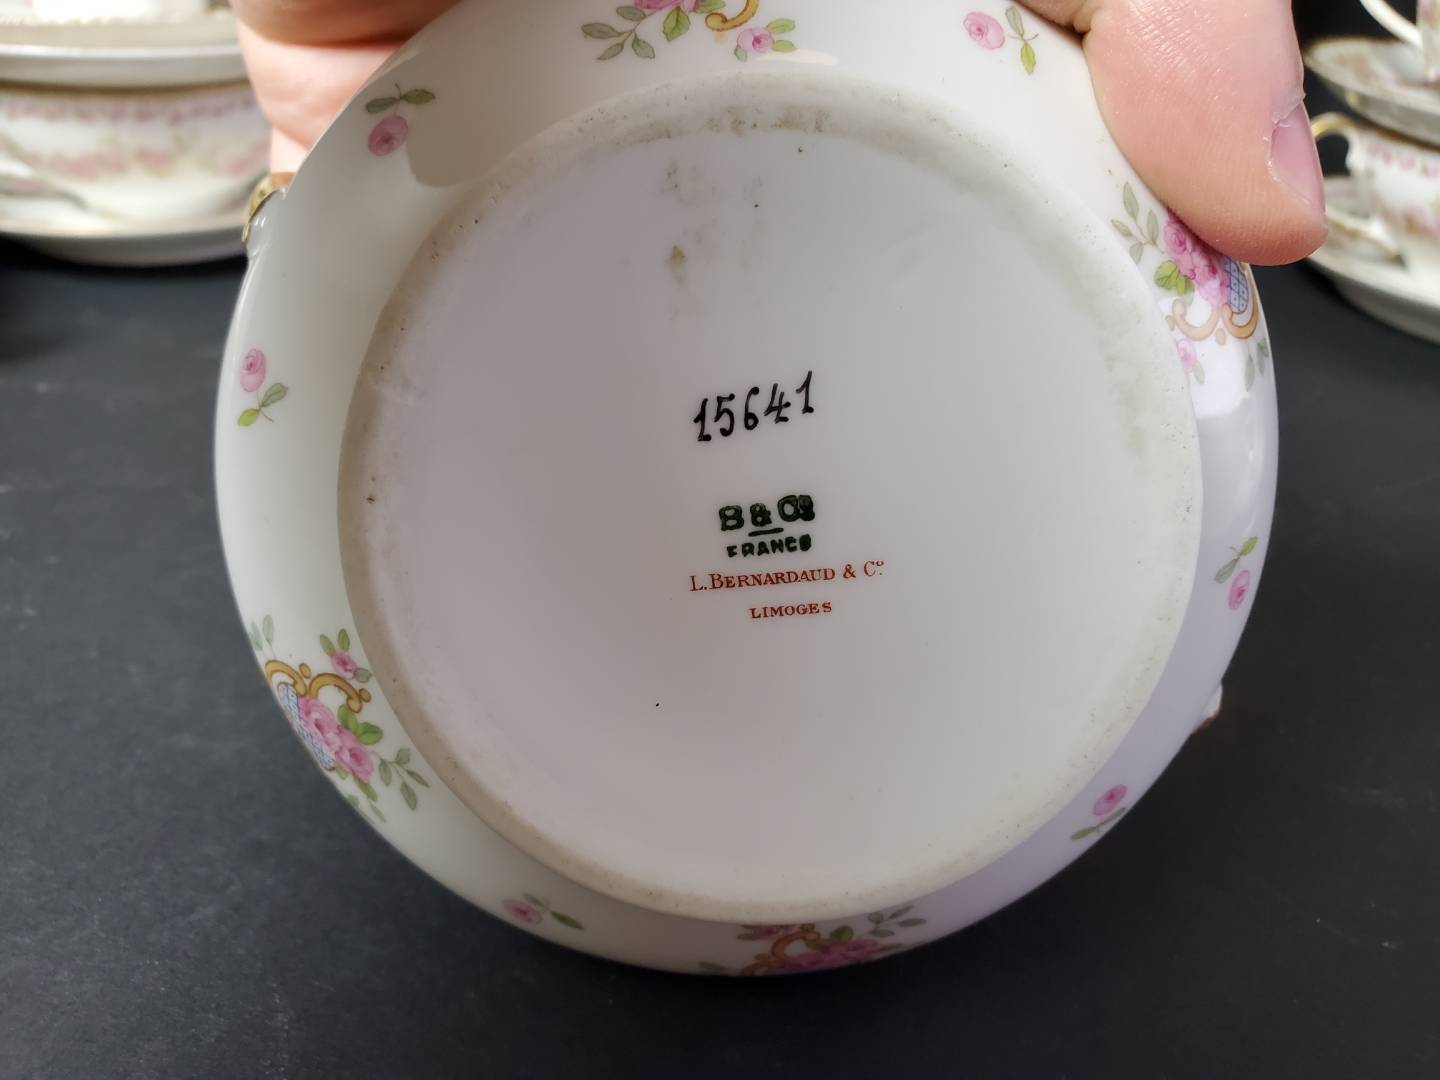 15641
B & Co
FRANCE
L. BERNARDAUD & Co
LIMOGES